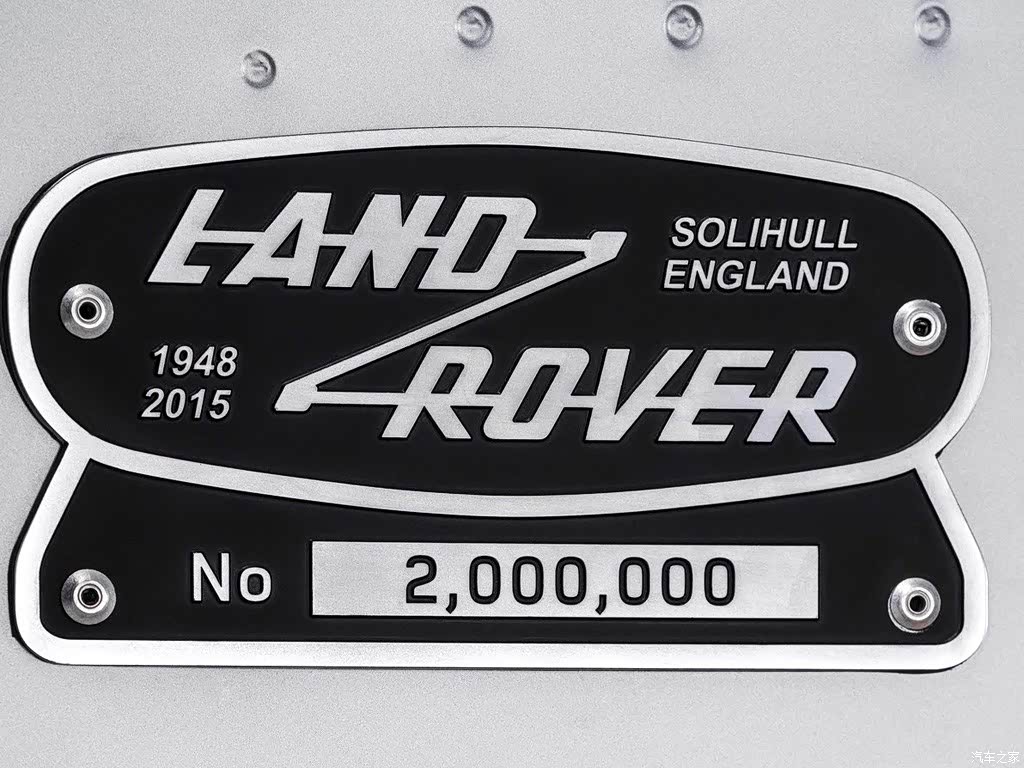 LAND
SOLIHULL
ENGLAND
1948
2015
ROVER
No 2,000,000
汽车之家